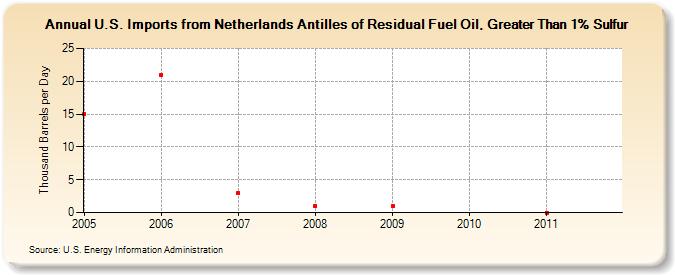 Annual U.S. Imports from Netherlands Antilles of Residual Fuel Oil, Greater Than 1% Sulfur
Thousand Barrels per Day
25
20
15
10
5
0
2005 2006 2007 2008 2009 2010 2011
Source: U.S. Energy Information Administration